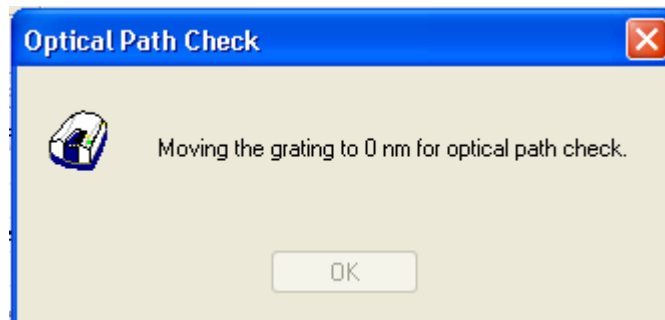 Optical Path Check
Moving the grating to 0 nm for optical path check.
OK